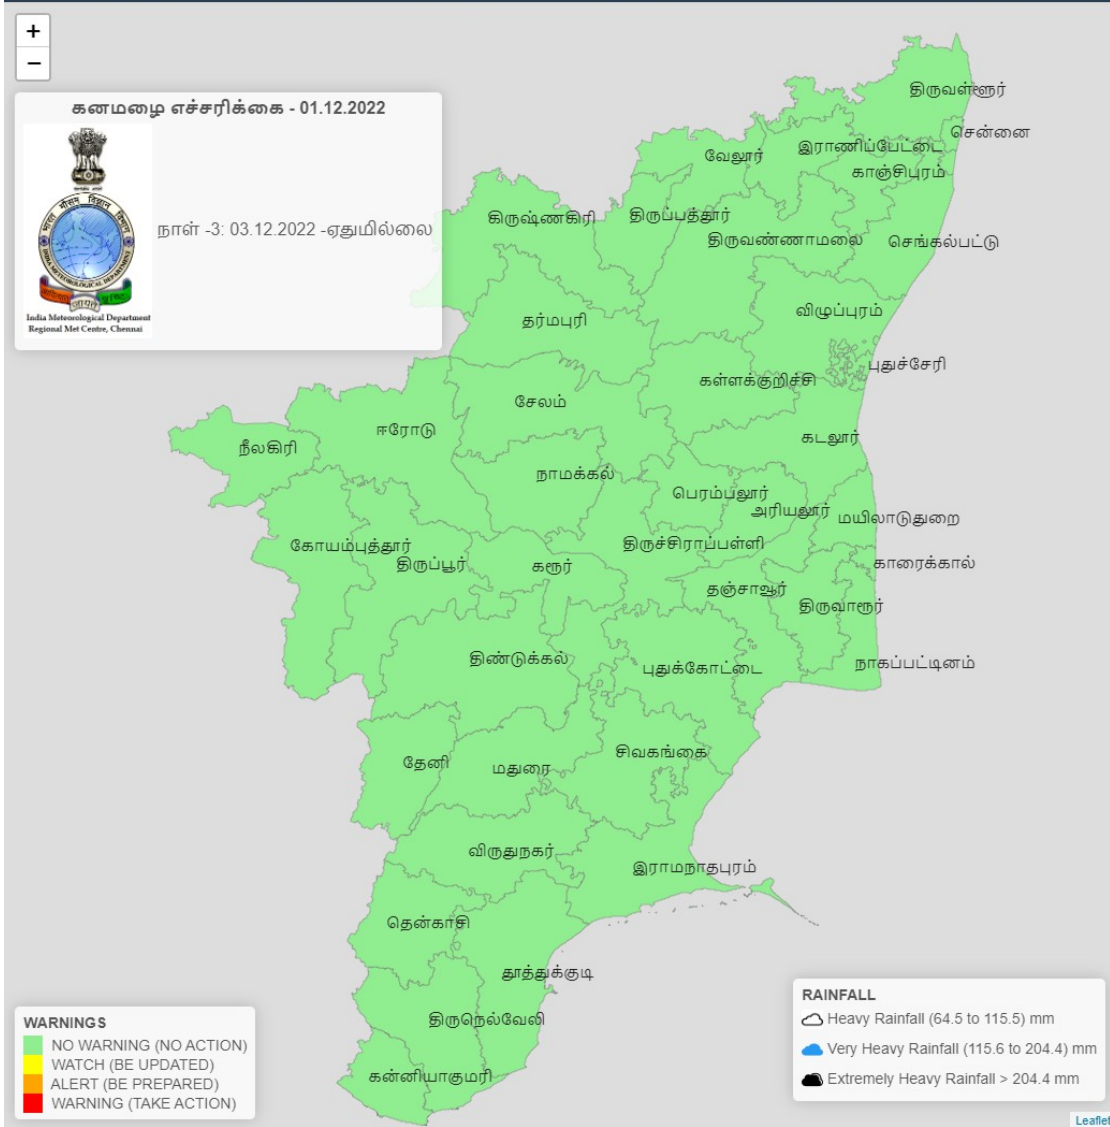 +
−
கனமழை எச்சரிக்கை - 01.12.2022
நாள் -3: 03.12.2022 -ஏதுமில்லை
भारत मौसम विज्ञान विभाग
INDIA METEOROLOGICAL DEPARTMENT
India Meteorological Department
Regional Met Centre, Chennai
திருவள்ளூர்
சென்னை
இராணிப்பேட்டை
வேலூர்
காஞ்சிபுரம்
கிருஷ்ணகிரி
திருப்பத்தூர்
திருவண்ணாமலை
செங்கல்பட்டு
விழுப்புரம்
தர்மபுரி
புதுச்சேரி
கள்ளக்குறிச்சி
சேலம்
ஈரோடு
கடலூர்
நீலகிரி
நாமக்கல்
பெரம்பலூர்
அரியலூர்
மயிலாடுதுறை
திருச்சிராப்பள்ளி
கோயம்புத்தூர்
திருப்பூர்
கரூர்
காரைக்கால்
தஞ்சாவூர்
திருவாரூர்
திண்டுக்கல்
புதுக்கோட்டை
நாகப்பட்டினம்
சிவகங்கை
தேனி
மதுரை
விருதுநகர்
இராமநாதபுரம்
தென்காசி
தூத்துக்குடி
திருநெல்வேலி
கன்னியாகுமரி
WARNINGS
NO WARNING (NO ACTION)
WATCH (BE UPDATED)
ALERT (BE PREPARED)
WARNING (TAKE ACTION)
RAINFALL
Heavy Rainfall (64.5 to 115.5) mm
Very Heavy Rainfall (115.6 to 204.4) mm
Extremely Heavy Rainfall > 204.4 mm
Leaflet